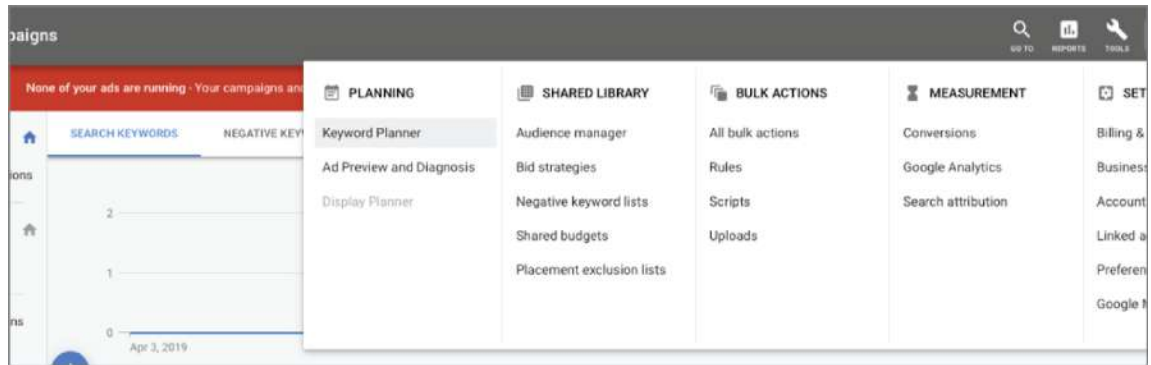 paigns
GO TO
REPORTS
TOOLS
None of your ads are running - Your campaigns and
SEARCH KEYWORDS
NEGATIVE KEY
ions
2
1
0
Apr 3, 2019
ns
PLANNING
Keyword Planner
Ad Preview and Diagnosis
Display Planner
SHARED LIBRARY
Audience manager
Bid strategies
Negative keyword lists
Shared budgets
Placement exclusion lists
BULK ACTIONS
All bulk actions
Rules
Scripts
Uploads
MEASUREMENT
Conversions
Google Analytics
Search attribution
SET
Billing &
Business
Account
Linked a
Preferen
Google M